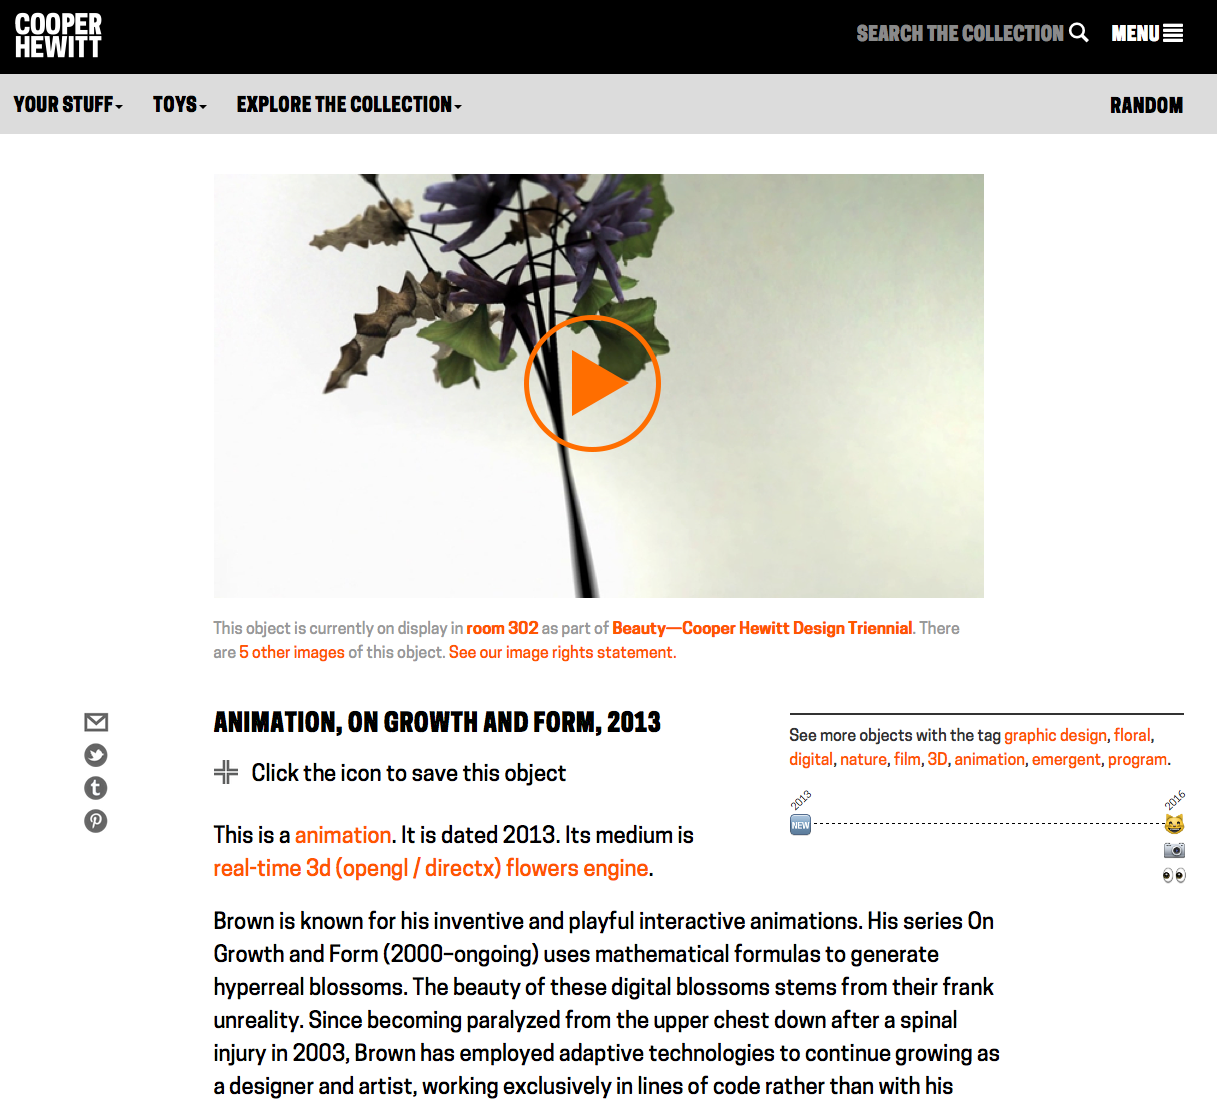 COOPER
HEWITT
SEARCH THE COLLECTION
MENU
YOUR STUFF
TOYS
EXPLORE THE COLLECTION
RANDOM
This object is currently on display in room 302 as part of Beauty—Cooper Hewitt Design Triennial. There
are 5 other images of this object. See our image rights statement.
ANIMATION, ON GROWTH AND FORM, 2013
Click the icon to save this object
This is a animation. It is dated 2013. Its medium is
real-time 3d (opengl / directx) flowers engine.
Brown is known for his inventive and playful interactive animations. His series On
Growth and Form (2000–ongoing) uses mathematical formulas to generate
hyperreal blossoms. The beauty of these digital blossoms stems from their frank
unreality. Since becoming paralyzed from the upper chest down after a spinal
injury in 2003, Brown has employed adaptive technologies to continue growing as
a designer and artist, working exclusively in lines of code rather than with his
See more objects with the tag graphic design, floral,
digital, nature, film, 3D, animation, emergent, program.
2013
2016
NEW